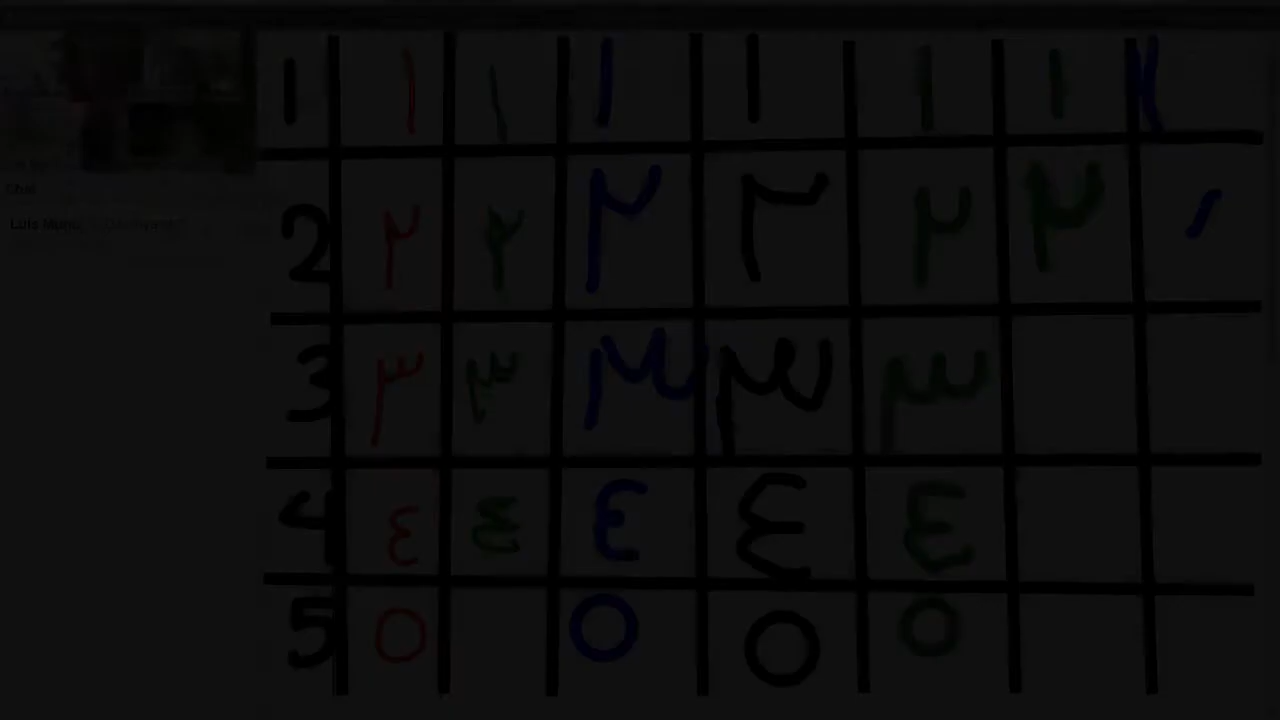 Chat
1 ١ ١ ١ ١ ١ ١ ١
2 ٢ ٢ ٢ ٢ ٢ ٢
3 ٣ ٣ ٣ ٣ ٣
4 ٤ ٤ ٤ ٤ ٤
5 ٥ ٥ ٥ ٥